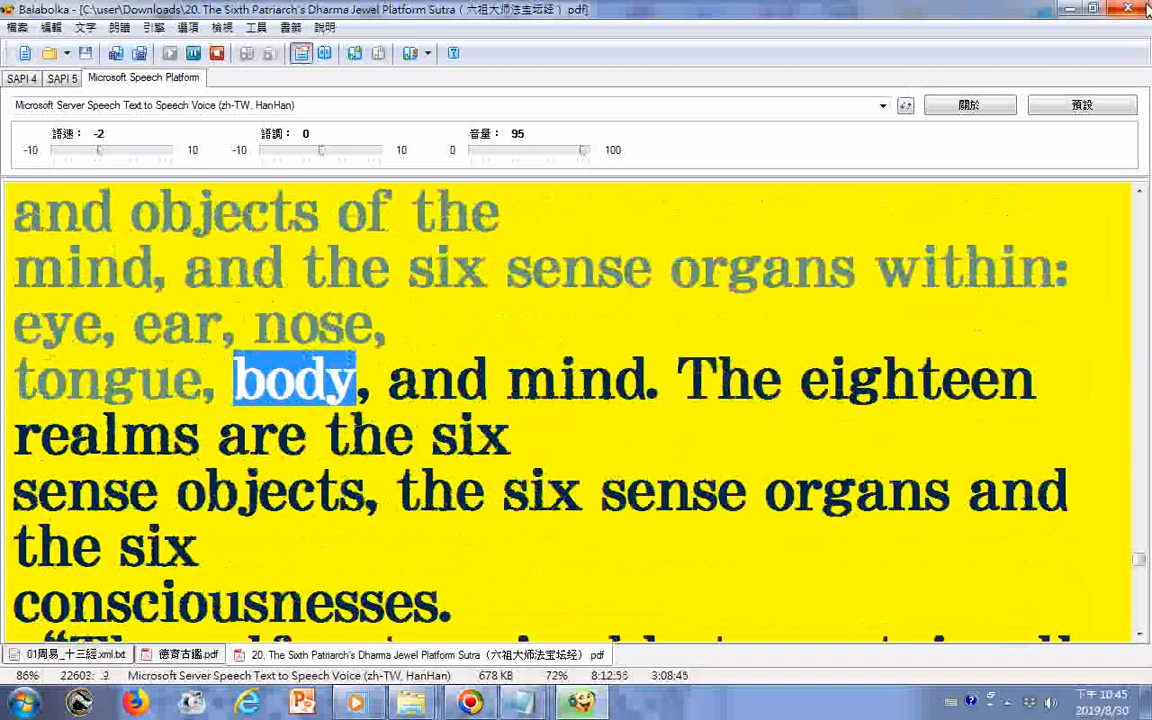 Balabolka - [C:\user\Downloads\20. The Sixth Patriarch's Dharma Jewel Platform Sutra（六祖大师法宝坛经）.pdf]
檔案 編輯 文字 朗讀 引擎 選項 檢視 工具 書籤 說明
SAPI 4 SAPI 5 Microsoft Speech Platform
Microsoft Server Speech Text to Speech Voice (zh-TW, HanHan) 關於 預設
語速： -2 語調： 0 音量： 95
-10 10 -10 10 0 100
and objects of the
mind, and the six sense organs within:
eye, ear, nose,
tongue, body, and mind. The eighteen
realms are the six
sense objects, the six sense organs and
the six
consciousnesses.
01周易_十三經.xml.txt 德育古鑑.pdf 20. The Sixth Patriarch's Dharma Jewel Platform Sutra（六祖大师法宝坛经）.pdf
86% Microsoft Server Speech Text to Speech Voice (zh-TW, HanHan) 678 KB 72% 8:12:58 3:08:45
下午 10:45
2019/8/30